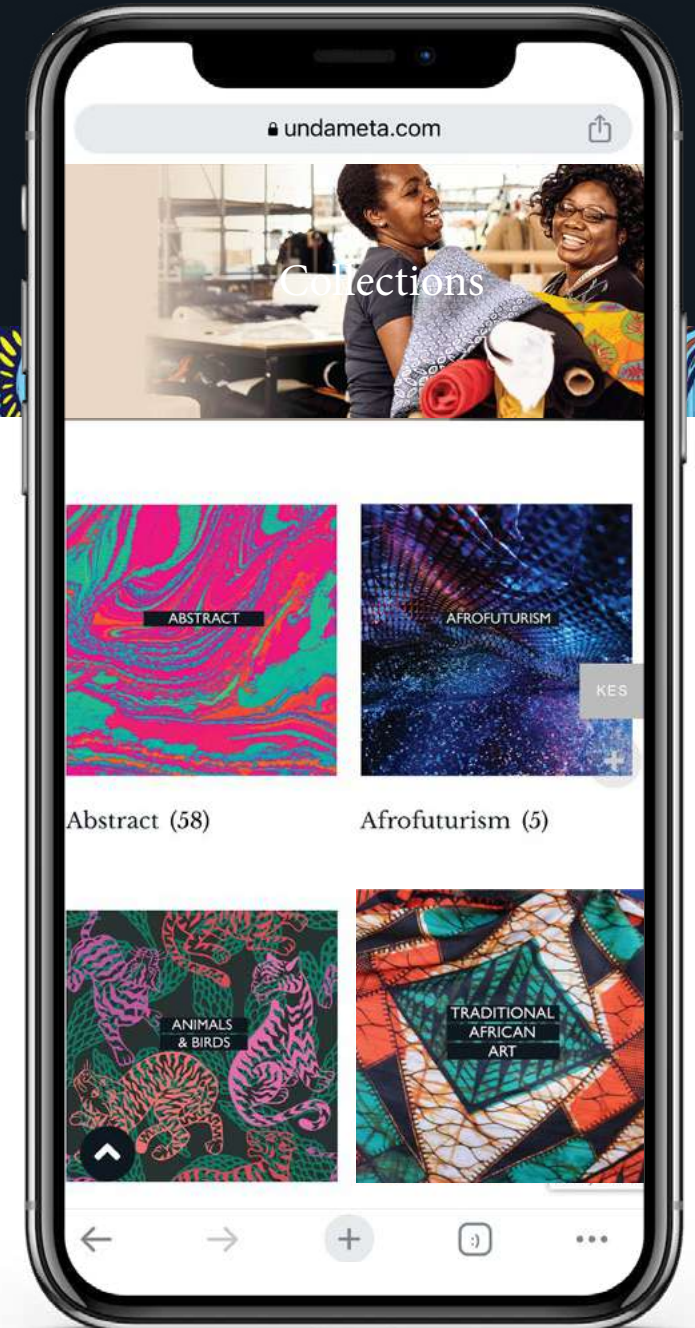 undameta.com
Collections
ABSTRACT
AFROFUTURISM
KES
Abstract (58)
Afrofuturism (5)
ANIMALS
& BIRDS
TRADITIONAL
AFRICAN
ART
:)